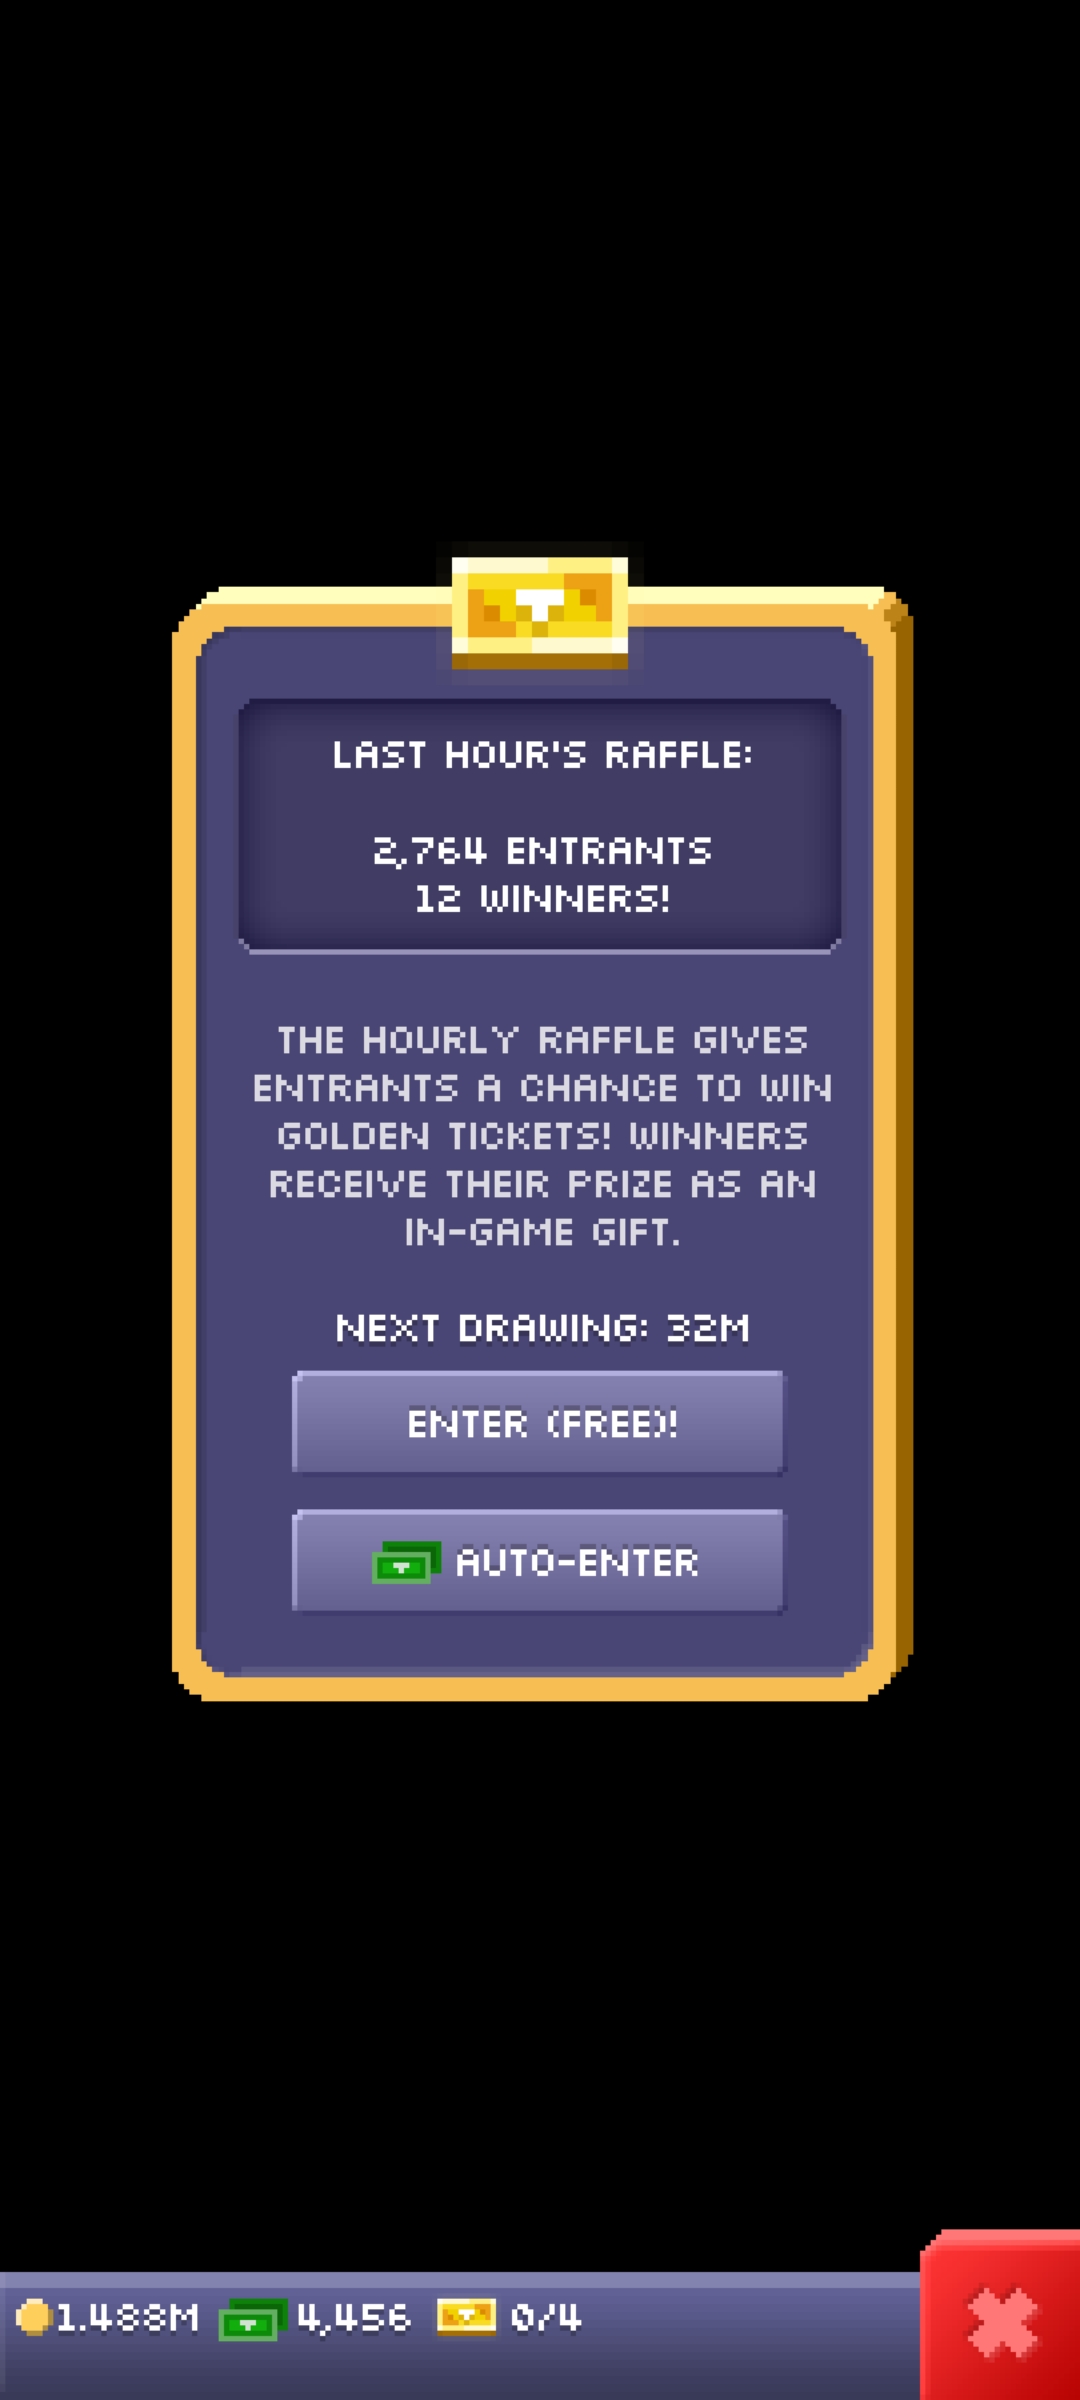 LAST HOUR'S RAFFLE:
2,764 ENTRANTS
12 WINNERS!
THE HOURLY RAFFLE GIVES
ENTRANTS A CHANCE TO WIN
GOLDEN TICKETS! WINNERS
RECEIVE THEIR PRIZE AS AN
IN-GAME GIFT.
NEXT DRAWING: 32M
ENTER (FREE)!
AUTO-ENTER
1.488M 4,456 0/4